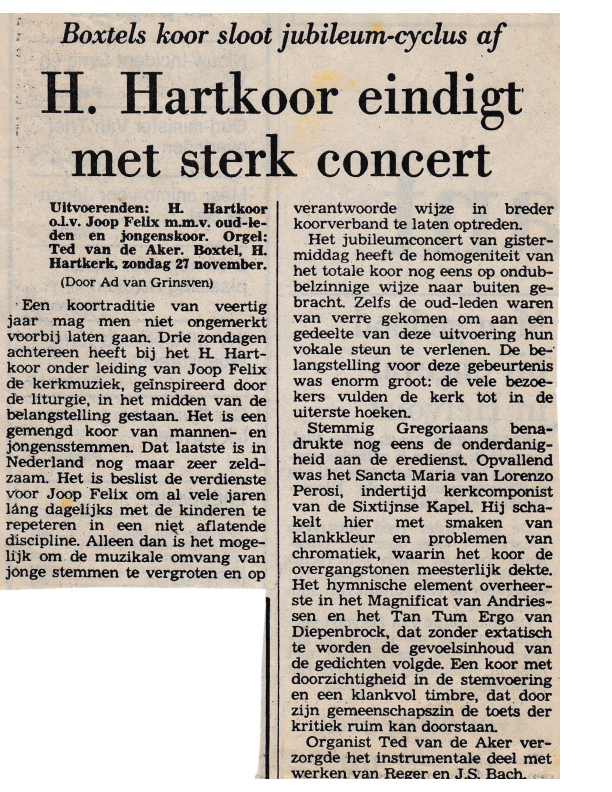 Boxtels koor sloot jubileum-cyclus af
H. Hartkoor eindigt
met sterk concert
Uitvoerenden: H. Hartkoor
o.l.v. Joop Felix m.m.v. oud-le-
den en jongenskoor. Orgel:
Ted van de Aker. Boxtel, H.
Hartkerk, zondag 27 november.
(Door Ad van Grinsven)
Een koortraditie van veertig
jaar mag men niet ongemerkt
voorbij laten gaan. Drie zondagen
achtereen heeft bij het H. Hart-
koor onder leiding van Joop Felix
de kerkmuziek, geïnspireerd door
de liturgie, in het midden van de
belangstelling gestaan. Het is een
gemengd koor van mannen- en
jongensstemmen. Dat laatste is in
Nederland nog maar zeer zeld-
zaam. Het is beslist de verdienste
voor Joop Felix om al vele jaren
láng dagelijks met de kinderen te
repeteren in een niet aflatende
discipline. Alleen dan is het moge-
lijk om de muzikale omvang van
jonge stemmen te vergroten en op
verantwoorde wijze in breder
koorverband te laten optreden.
Het jubileumconcert van gister-
middag heeft de homogeniteit van
het totale koor nog eens op ondub-
belzinnige wijze naar buiten ge-
bracht. Zelfs de oud-leden waren
van verre gekomen om aan een
gedeelte van deze uitvoering hun
vokale steun te verlenen. De be-
langstelling voor deze gebeurtenis
was enorm groot: de vele bezoe-
kers vulden de kerk tot in de
uiterste hoeken.
Stemmig Gregoriaans bena-
drukte nog eens de onderdanig-
heid aan de eredienst. Opvallend
was het Sancta Maria van Lorenzo
Perosi, indertijd kerkcomponist
van de Sixtijnse Kapel. Hij scha-
kelt hier met smaken van
klankkleur en problemen van
chromatiek, waarin het koor de
overgangstonen meesterlijk dekte.
Het hymnische element overheer-
ste in het Magnificat van Andries-
sen en het Tan Tum Ergo van
Diepenbrock, dat zonder extatisch
te worden de gevoelsinhoud van
de gedichten volgde. Een koor met
doorzichtigheid in de stemvoering
en een klankvol timbre, dat door
zijn gemeenschapszin de toets der
kritiek ruim kan doorstaan.
Organist Ted van de Aker ver-
zorgde het instrumentale deel met
werken van Reger en J.S. Bach.